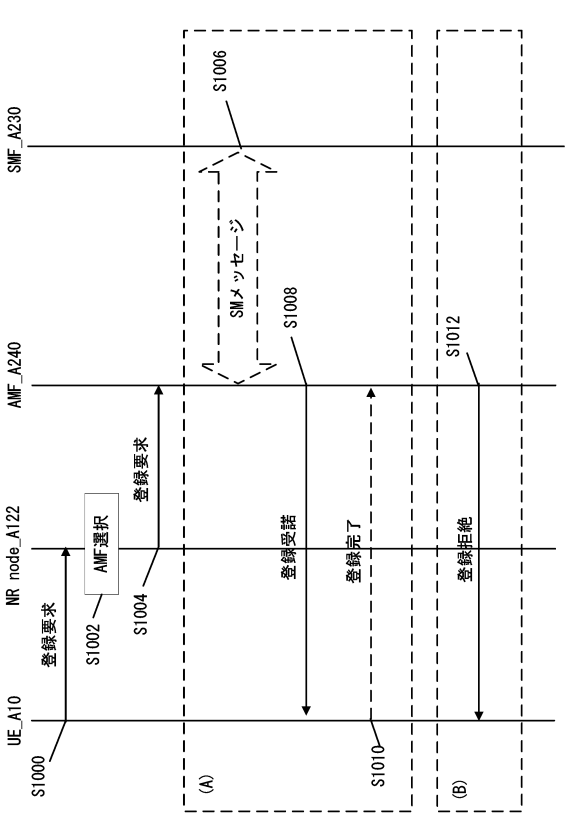 UE_A10
NR node_A122
AMF_A240
SMF_A230
S1000
登録要求
S1002
AMF選択
S1004
登録要求
(A)
SMメッセージ
S1006
登録受諾
S1008
登録完了
S1010
(B)
登録拒絶
S1012